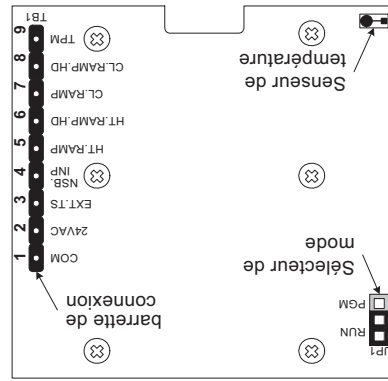 JP1
RUN
PGM
Sélecteur de
mode
barrette de
connexion
COM 1
24VAC 2
EXT.TS 3
NSB.
INP 4
HT.RAMP 5
HT.RAMP.HD 6
CL.RAMP 7
CL.RAMP.HD 8
TPM 9
TB1
Senseur de
température